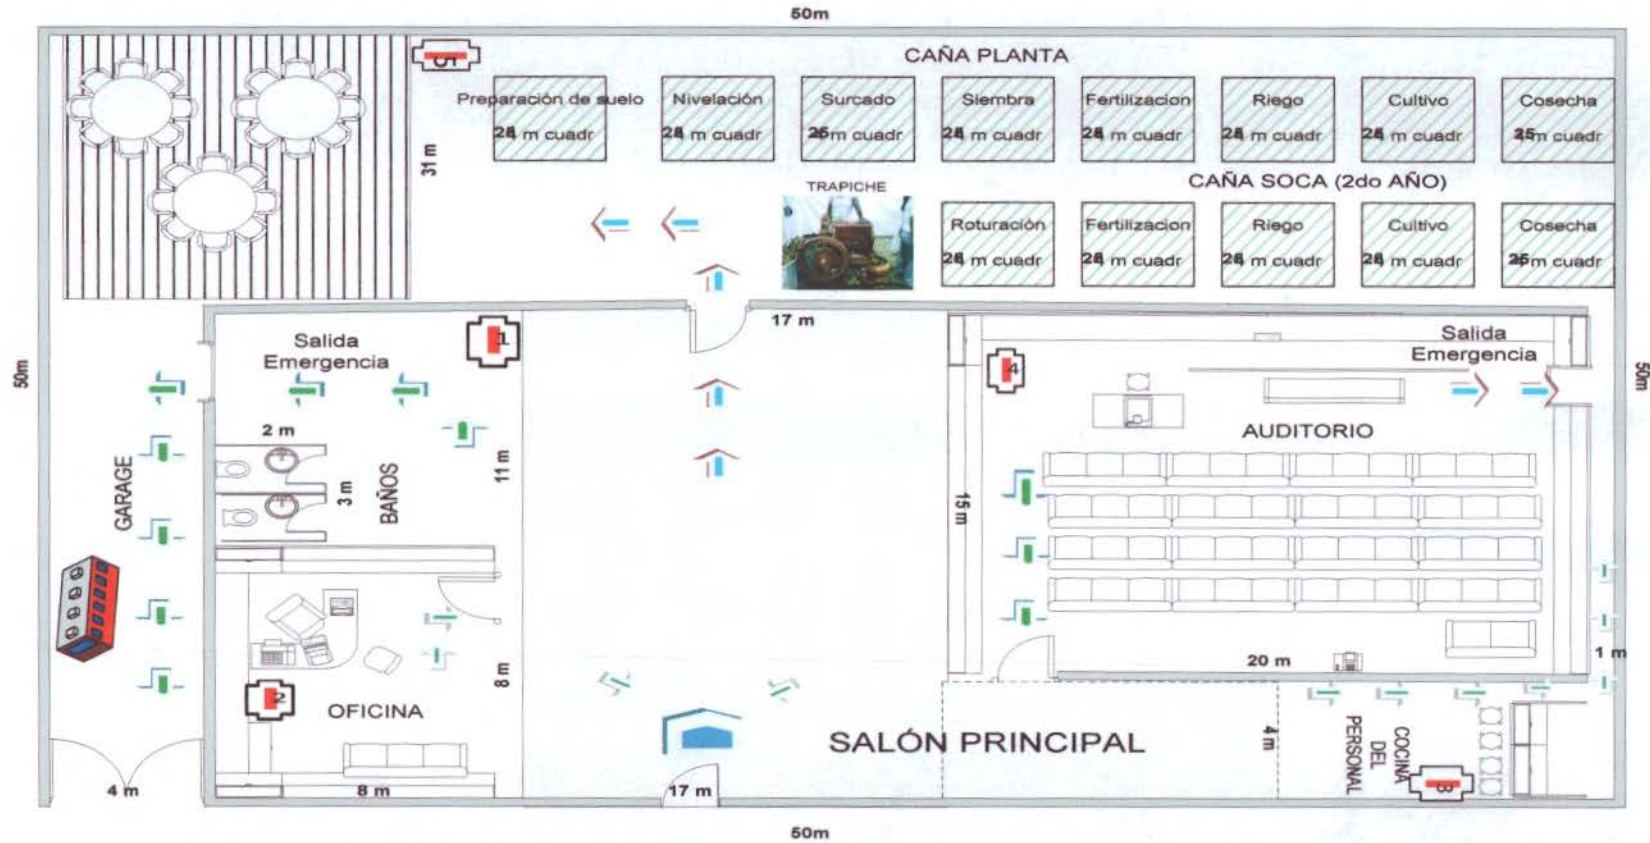 50m
CAÑA PLANTA
5
Preparación de suelo
Nivelación
Surcado
Siembra
Fertilizacion
Riego
Cultivo
Cosecha
m cuadr
m cuadr
m cuadr
m cuadr
m cuadr
m cuadr
m cuadr
m cuadr
31 m
CAÑA SOCA (2do AÑO)
TRAPICHE
Roturación
Fertilizacion
Riego
Cultivo
Cosecha
m cuadr
m cuadr
m cuadr
m cuadr
m cuadr
17 m
1
Salida
Emergencia
Salida
Emergencia
4
50m
50m
2 m
AUDITORIO
11 m
3 m
BAÑOS
GARAGE
15 m
20 m
1 m
8 m
2
OFICINA
SALÓN PRINCIPAL
4 m
COCINA
DEL
PERSONAL
3
4 m
8 m
17 m
50m